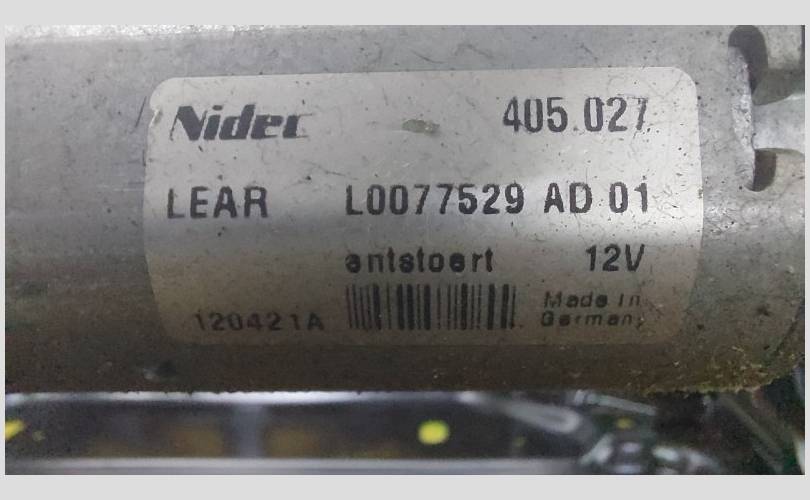 Nidec 405.027
LEAR L0077529 AD 01
entstoert 12V
120421A Made in
Germany